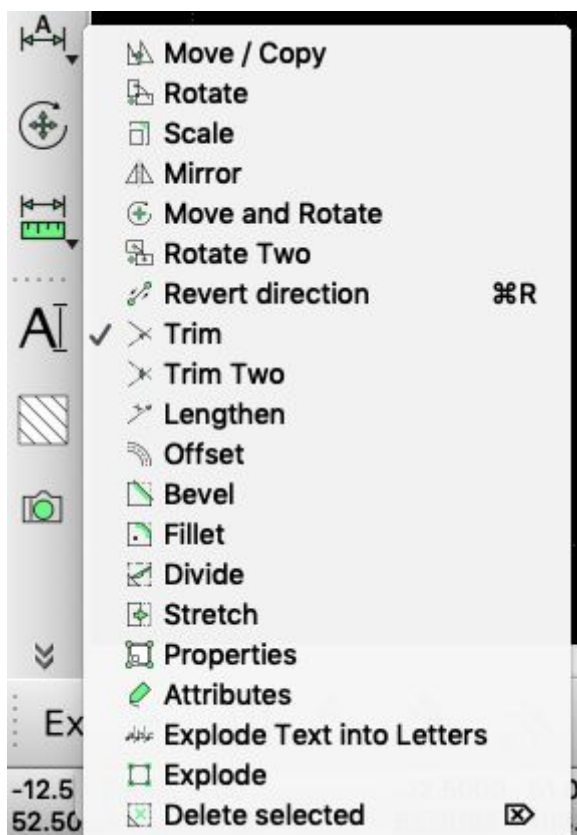 A
Move / Copy
Rotate
Scale
Mirror
Move and Rotate
Rotate Two
Revert direction ⌘R
Trim
Trim Two
A
Lengthen
Offset
Bevel
Fillet
Divide
Stretch
Properties
Attributes
Ex
Explode Text into Letters
Explode
-12.5
Delete selected
52.50